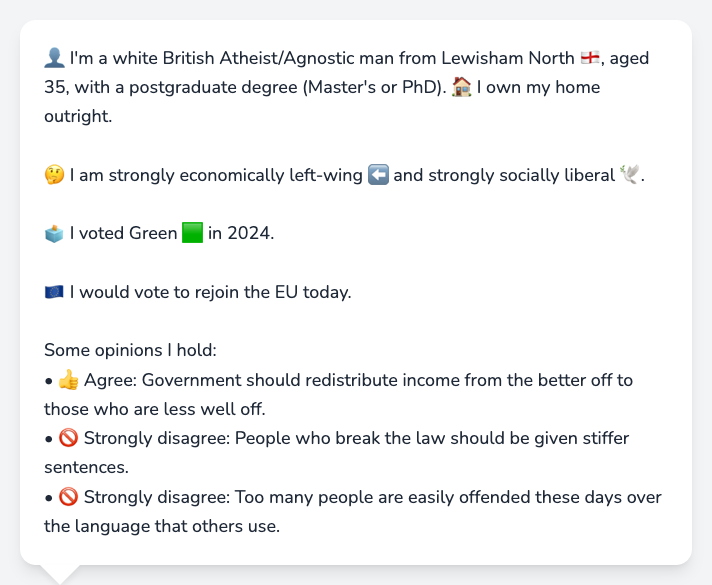 👤 I'm a white British Atheist/Agnostic man from Lewisham North 🏴󠁧󠁢󠁥󠁮󠁧󠁿, aged
35, with a postgraduate degree (Master's or PhD). 🏠 I own my home
outright.
🤔 I am strongly economically left-wing ⬅️ and strongly socially liberal 🕊️.
🗳️ I voted Green 🟩 in 2024.
🇪🇺 I would vote to rejoin the EU today.
Some opinions I hold:
• 👍 Agree: Government should redistribute income from the better off to
those who are less well off.
• 🚫 Strongly disagree: People who break the law should be given stiffer
sentences.
• 🚫 Strongly disagree: Too many people are easily offended these days over
the language that others use.